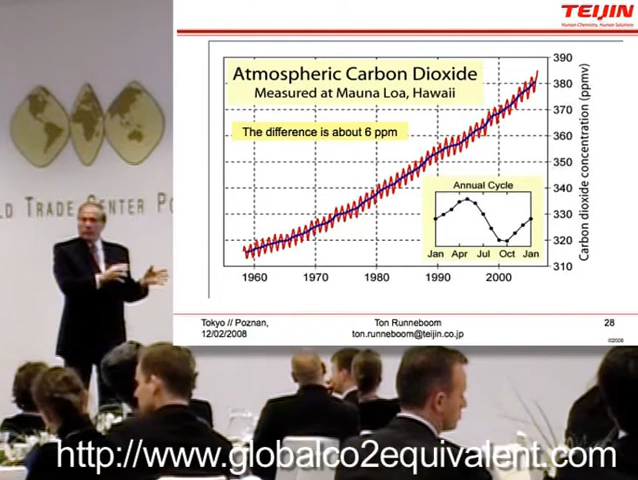 TEIJIN
Human Chemistry, Human Solutions
Atmospheric Carbon Dioxide
Measured at Mauna Loa, Hawaii
The difference is about 6 ppm
390
380
370
360
350
340
330
320
310
Carbon dioxide concentration (ppmv)
Annual Cycle
Jan Apr Jul Oct Jan
1960 1970 1980 1990 2000
LD TRADE CENTER PO
Tokyo // Poznan,
12/02/2008
Ton Runneboom
ton.runneboom@teijin.co.jp
28
©2008
http://www.globalco2equivalent.com